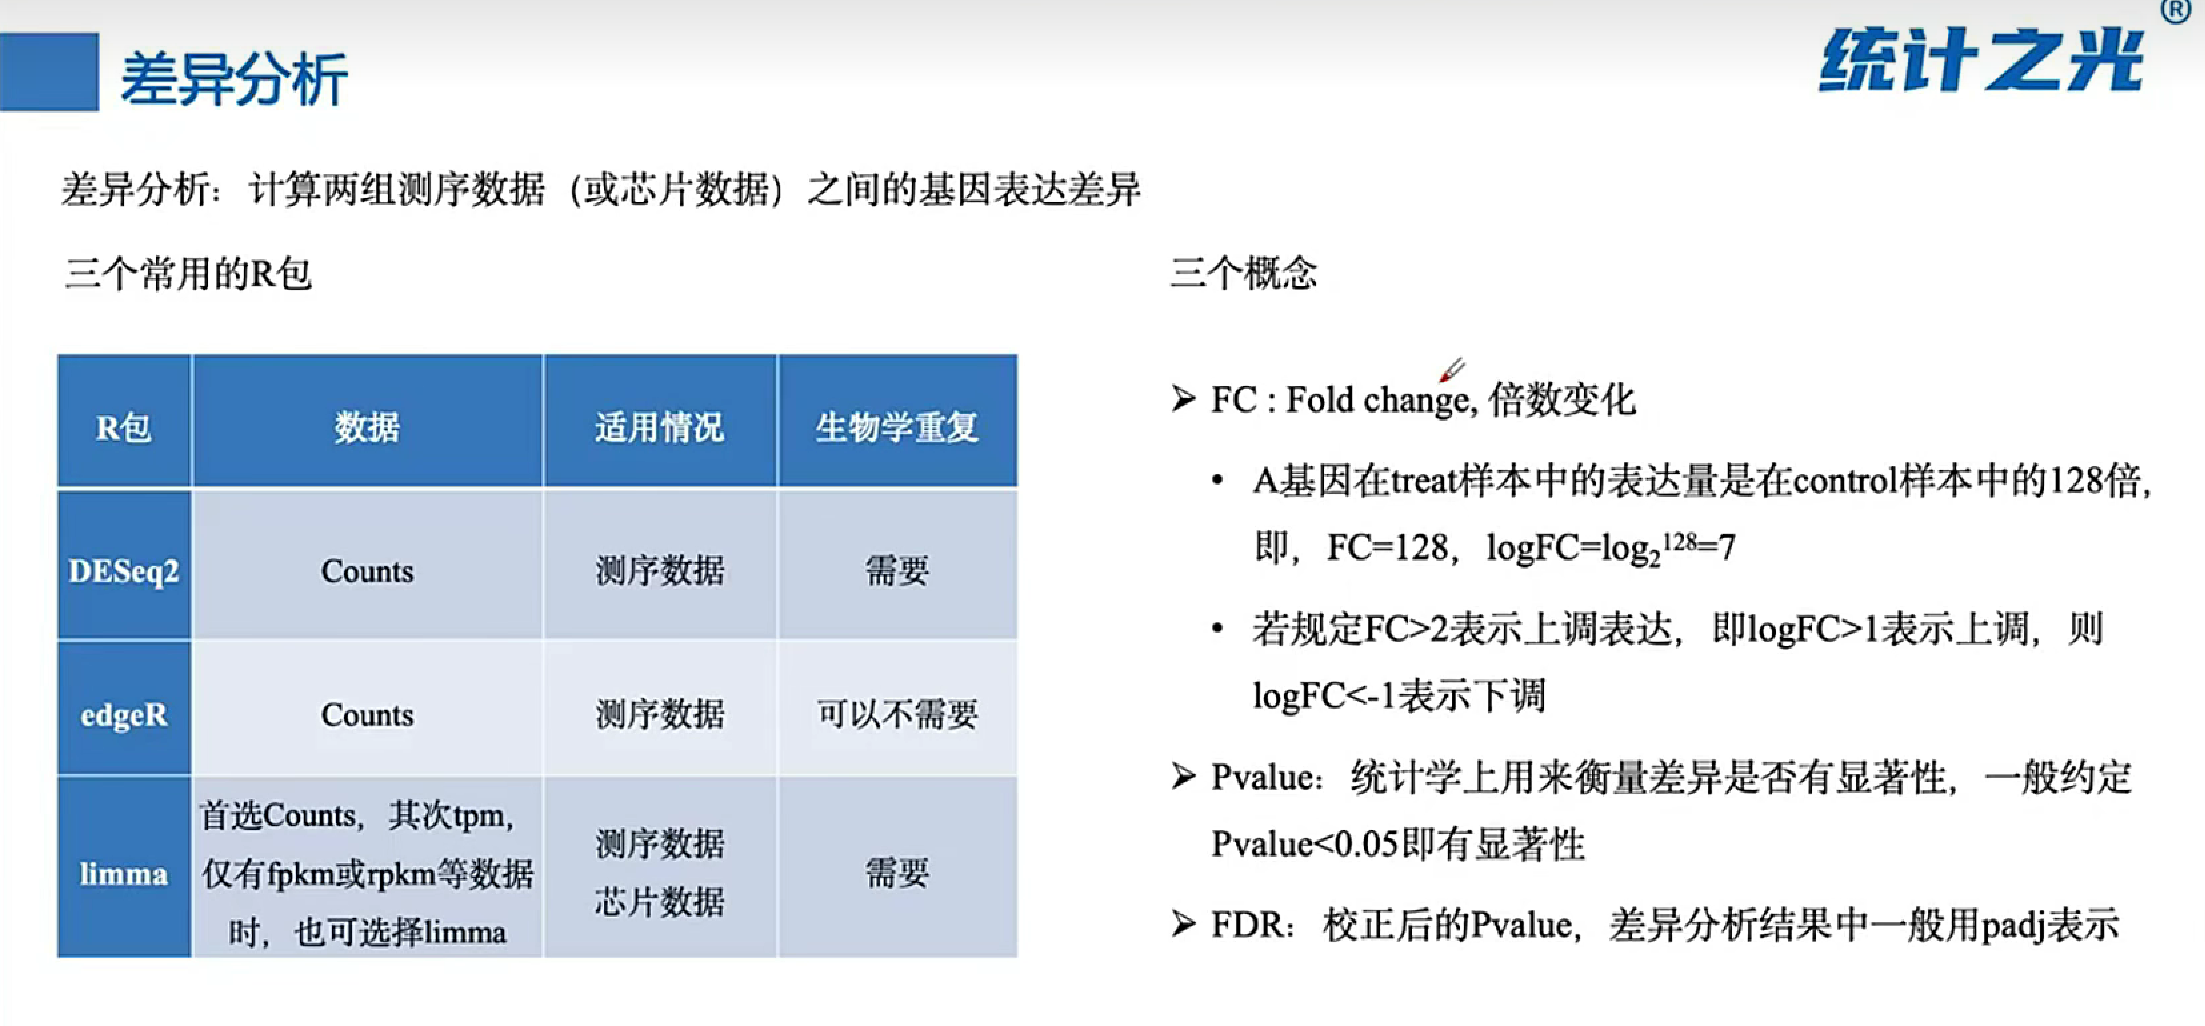 统计之光®
差异分析
差异分析：计算两组测序数据（或芯片数据）之间的基因表达差异
三个常用的R包
R包 数据 适用情况 生物学重复
DESeq2 Counts 测序数据 需要
edgeR Counts 测序数据 可以不需要
limma
首选Counts，其次tpm，
仅有fpkm或rpkm等数据
时，也可选择limma
测序数据
芯片数据
需要
三个概念
➤ FC : Fold change, 倍数变化
• A基因在treat样本中的表达量是在control样本中的128倍，
即，FC=128，logFC=log₂¹²⁸=7
• 若规定FC>2表示上调表达，即logFC>1表示上调，则
logFC<-1表示下调
➤ Pvalue：统计学上用来衡量差异是否有显著性，一般约定
Pvalue<0.05即有显著性
➤ FDR：校正后的Pvalue，差异分析结果中一般用padj表示